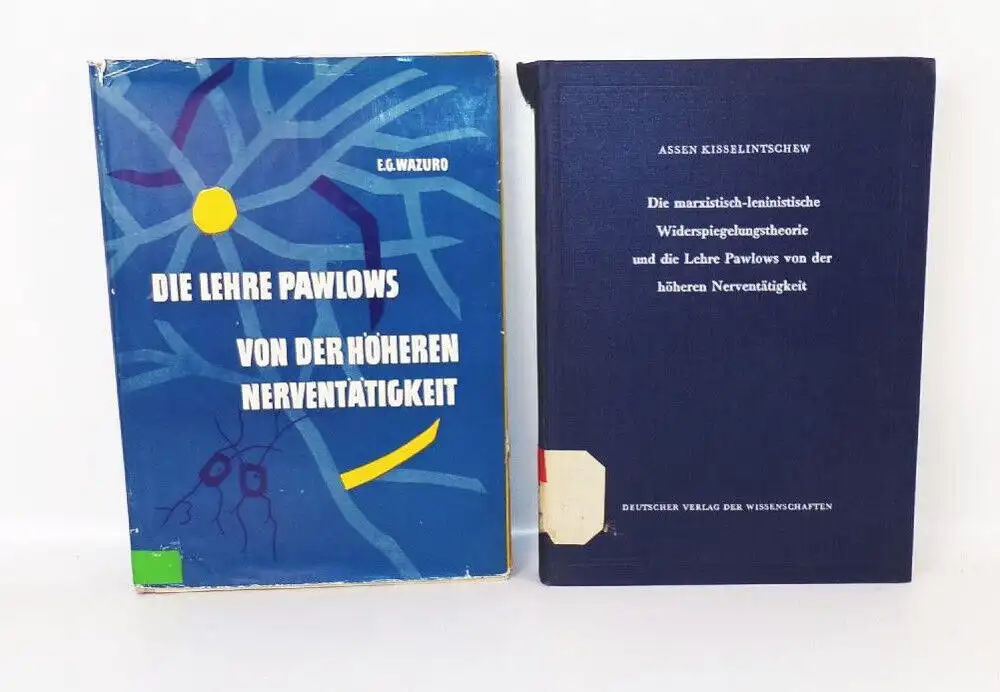 E.G. WAZURO
DIE LEHRE PAWLOWS
VON DER HÖHEREN
NERVENTÄTIGKEIT
ASSEN KISSELINTSCHEW
Die marxistisch-leninistische
Widerspiegelungstheorie
und die Lehre Pawlows von der
höheren Nerventätigkeit
DEUTSCHER VERLAG DER WISSENSCHAFTEN